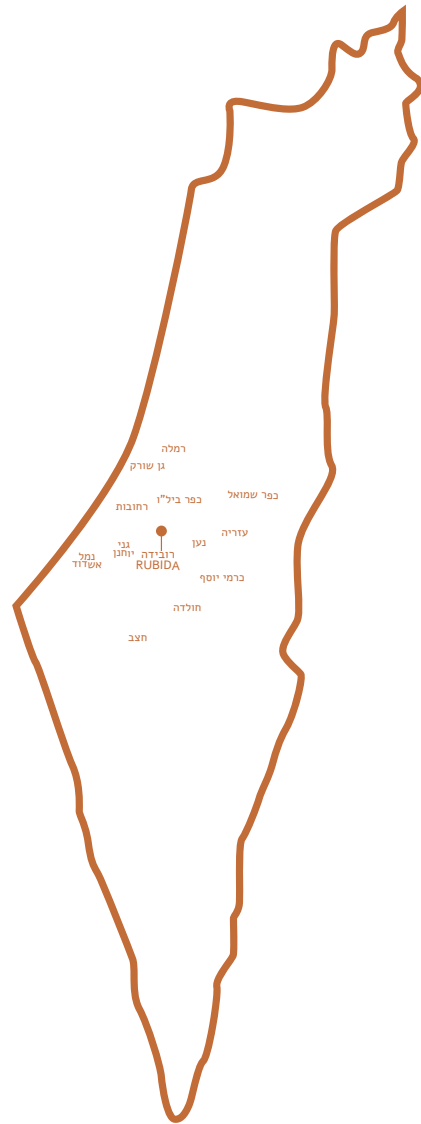 רמלה
גן שורק
כפר שמואל
כפר ביל"ו
רחובות
עזריה
נען
גני
יוחנן
רובידה
RUBIDA
נמל
אשדוד
כרמי יוסף
חולדה
חצב